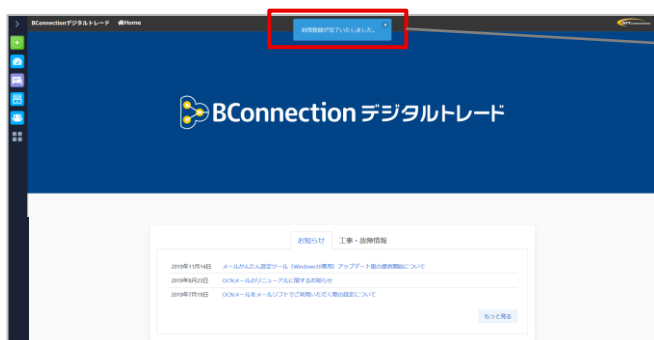 BConnectionデジタルトレード Home
利用登録が完了いたしました。
BConnection デジタルトレード
お知らせ 工事・故障情報
2019年11月14日 メールかんたん設定ツール (Windows10専用) アップデート版の提供開始について
2019年8月23日 OCNメールのリニューアルに関するお知らせ
2019年7月19日 OCNメールをメールソフトでご利用いただく際の設定について
もっと見る